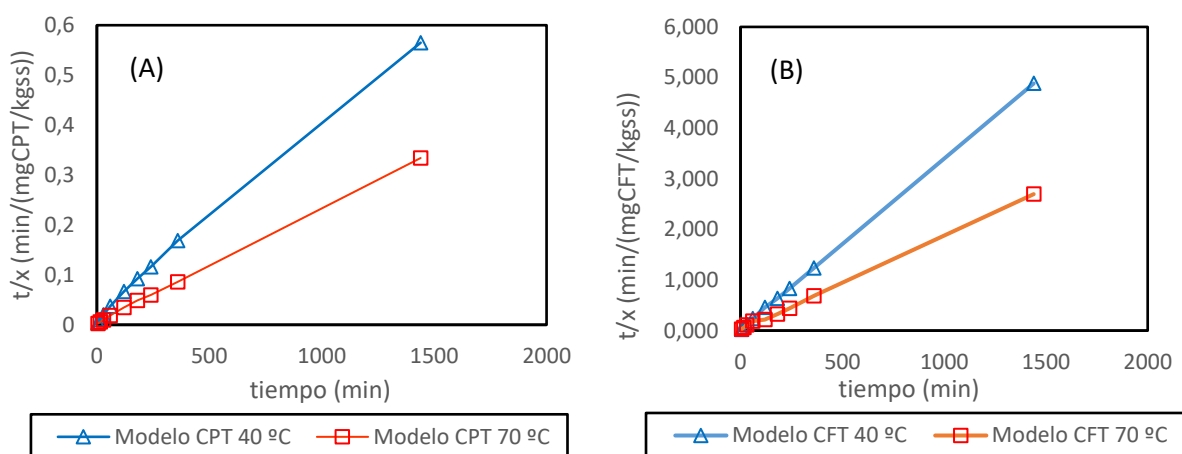 (A)
t/x (min/(mgCPT/kgss))
0,6
0,5
0,4
0,3
0,2
0,1
0
0 500 1000 1500 2000
tiempo (min)
Modelo CPT 40 ºC Modelo CPT 70 ºC
(B)
t/x (min/(mgCFT/kgss))
6,000
5,000
4,000
3,000
2,000
1,000
0,000
0 500 1000 1500 2000
tiempo (min)
Modelo CFT 40 ºC Modelo CFT 70 ºC